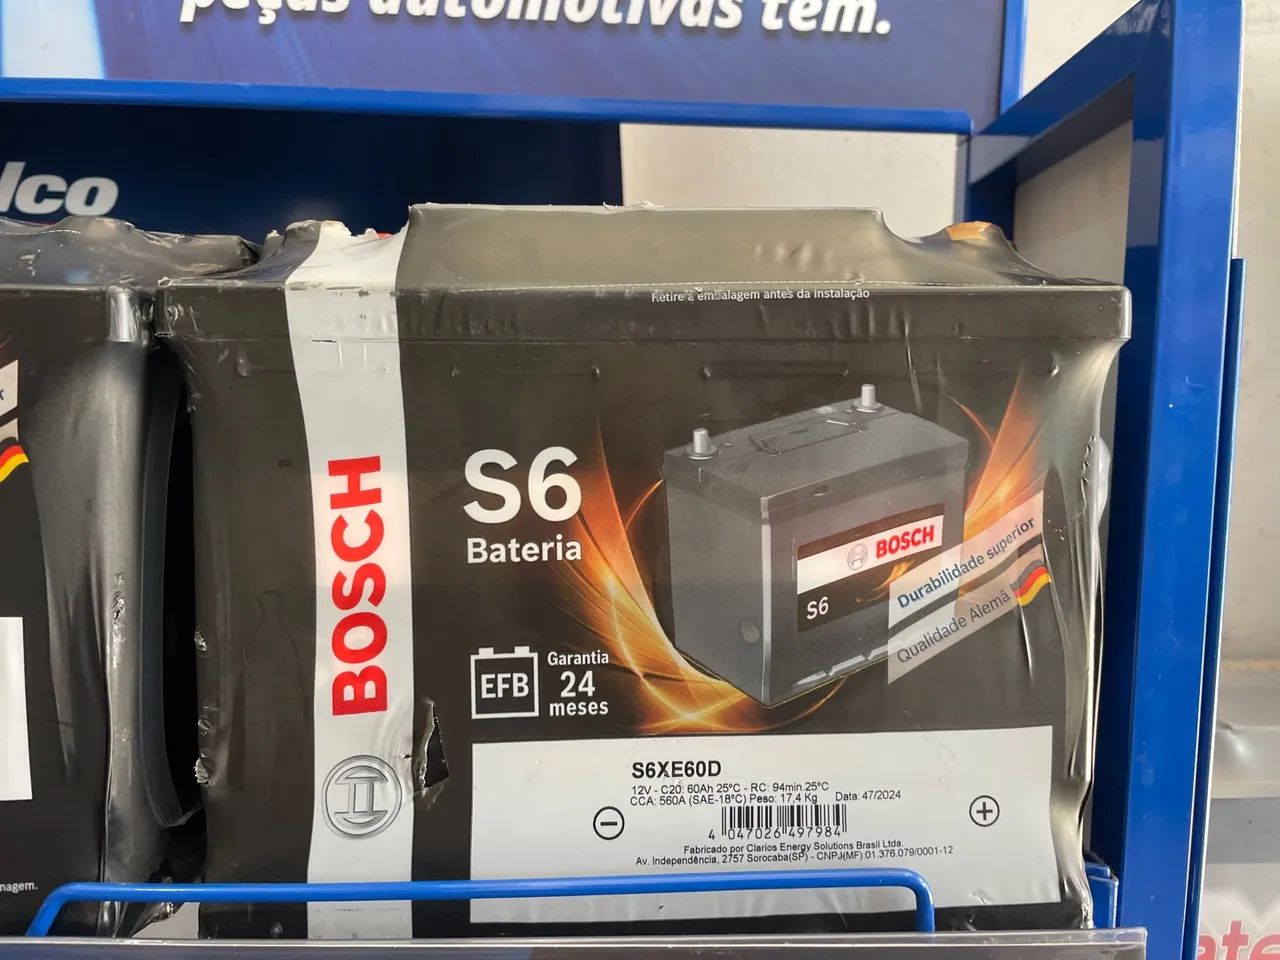 peças automotivas tem.
lco
Retire a embalagem antes da instalação
BOSCH
S6
Bateria
EFB
Garantia
24
meses
BOSCH
S6
Durabilidade superior
Qualidade Alemã
S6XE60D
12V - C20: 60Ah 25°C - RC: 94min.25°C
CCA: 560A (SAE-18°C) Peso: 17,4 Kg Data: 47/2024
4 047026 497984
Fabricado por Clarios Energy Solutions Brasil Ltda.
Av. Independência, 2757 Sorocaba(SP) - CNPJ(MF):01.376.079/0001-12
nagem.
ate